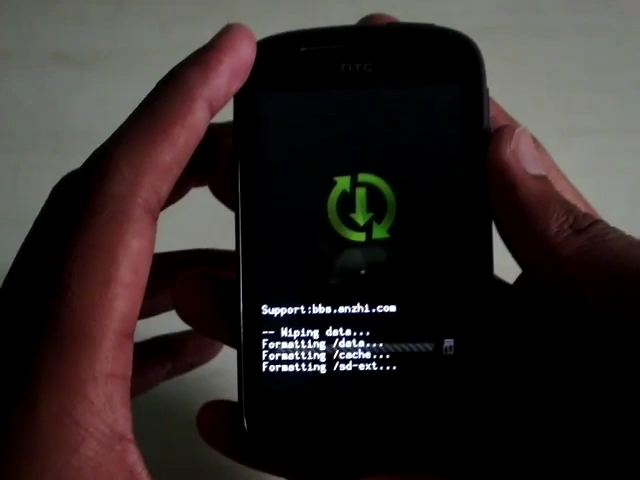 hTC
Support:bbs.anzhi.com
-- Wiping data...
Formatting /data...
Formatting /cache...
Formatting /sd-ext...